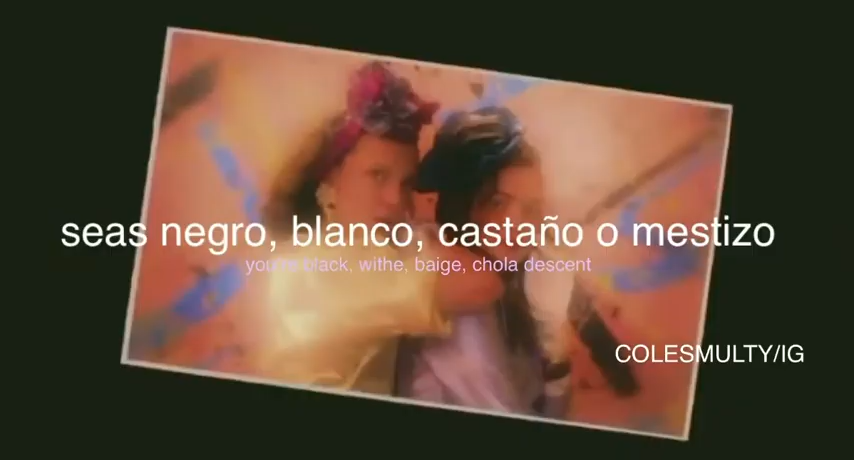 seas negro, blanco, castaño o mestizo
you're black, withe, baige, chola descent
COLESMULTY/IG